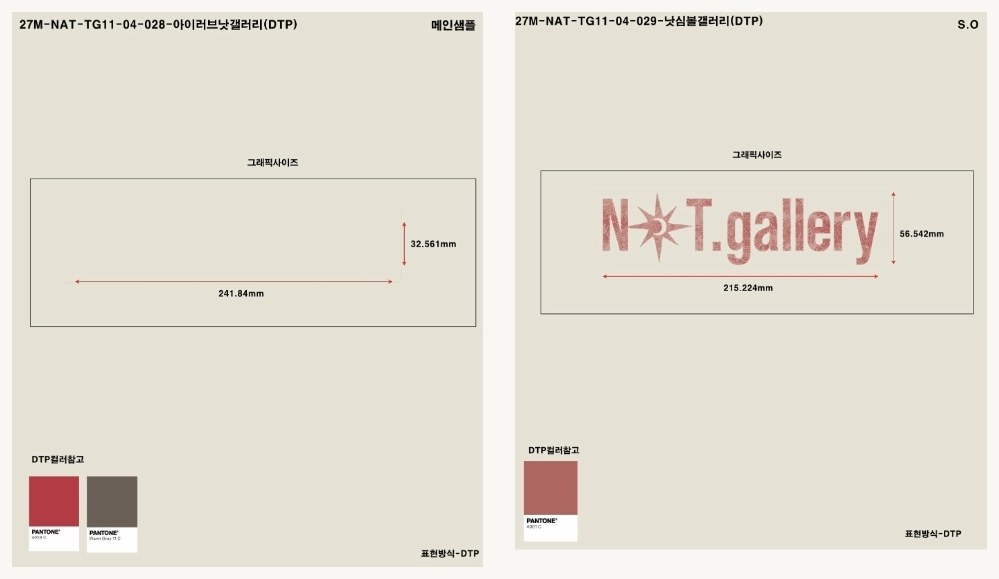 27M-NAT-TG11-04-028-아이러브낫갤러리(DTP)
메인샘플
그래픽사이즈
32.561mm
241.84mm
DTP컬러참고
PANTONE®
PANTONE®
Warm Gray 11 C
표현방식-DTP
27M-NAT-TG11-04-029-낫심볼갤러리(DTP)
S.O
그래픽사이즈
N T.gallery
56.542mm
215.224mm
DTP컬러참고
PANTONE®
표현방식-DTP